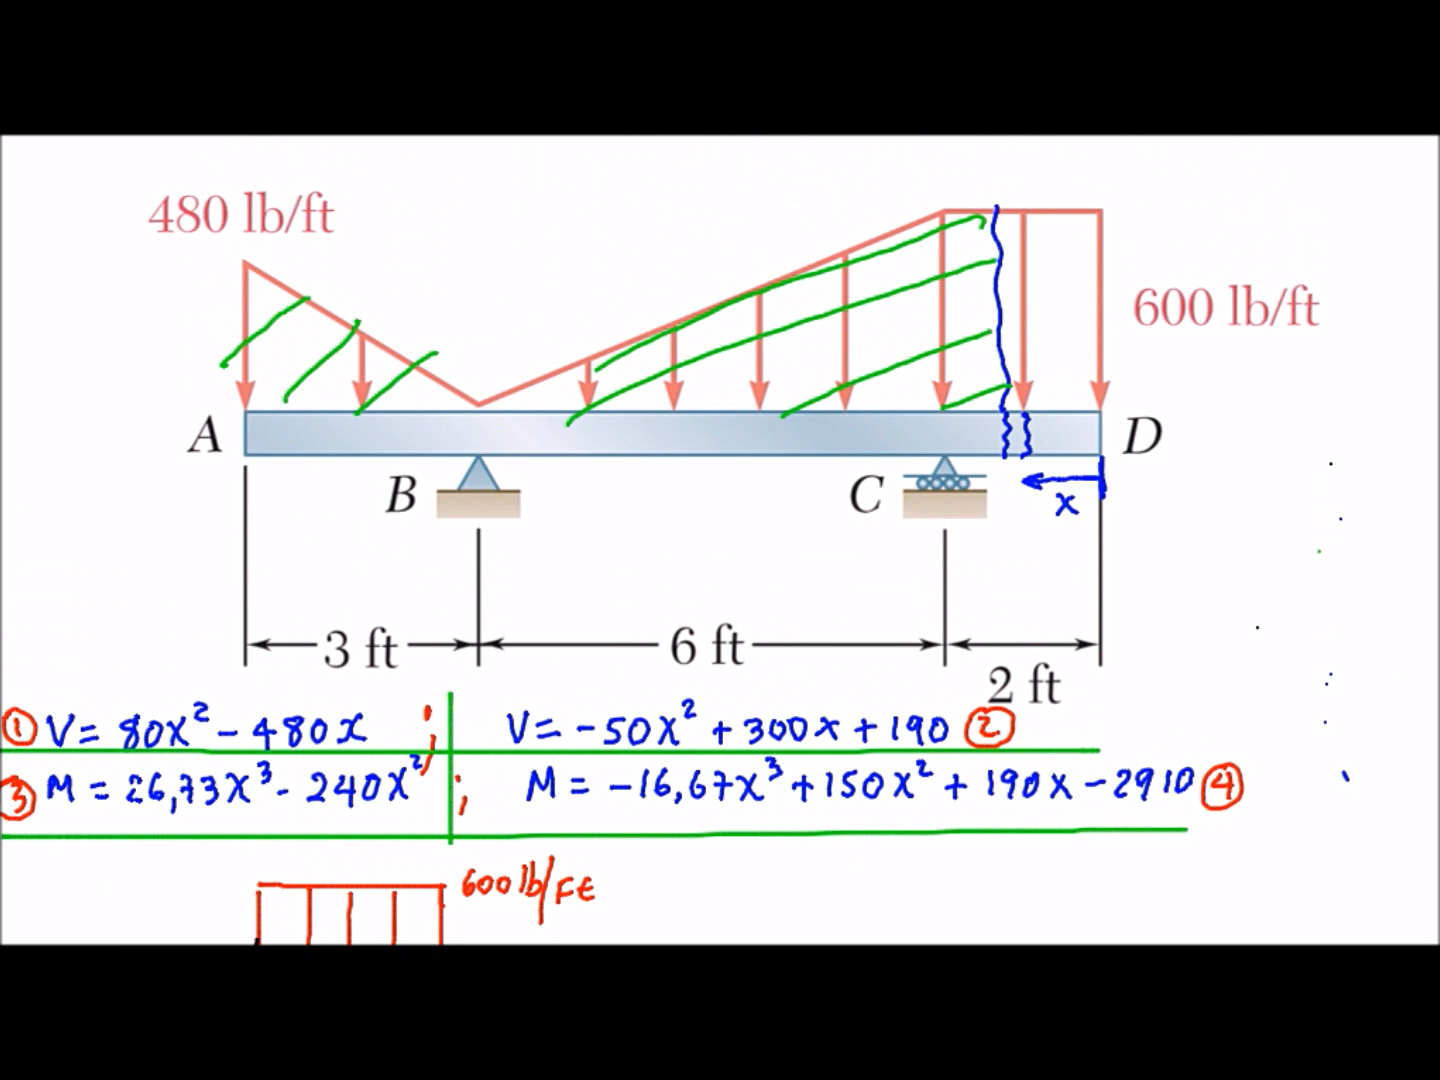 480 lb/ft
600 lb/ft
A
D
B
C
x
3 ft
6 ft
2 ft
① V = 80x² - 480x ; V = -50x² + 300x + 190 ②
③ M = 26,73x³ - 240x² ; M = -16,67x³ + 150x² + 190x - 2910 ④
600 lb/Ft